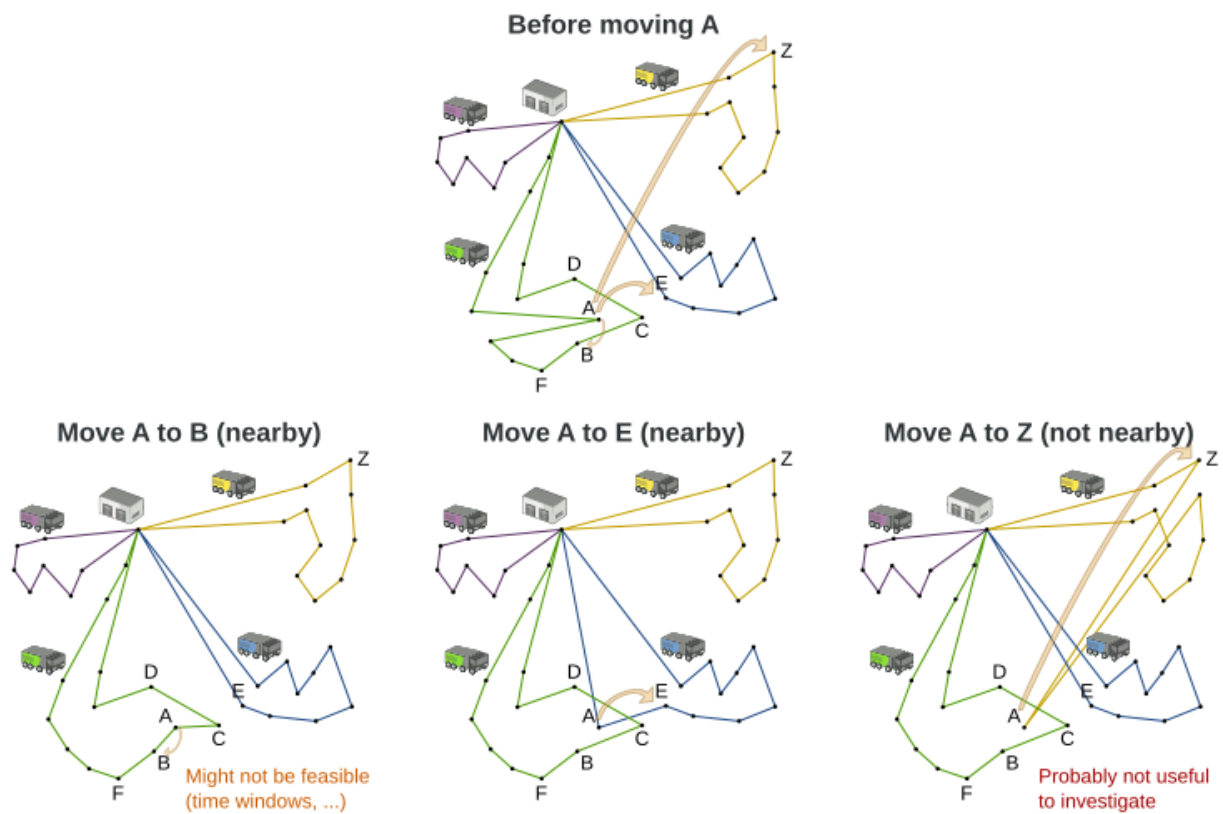 Before moving A
Z
D
E
A
C
B
F
Move A to B (nearby)
Z
D
E
A
C
B
F
Might not be feasible
(time windows, ...)
Move A to E (nearby)
Z
D
E
A
C
B
F
Move A to Z (not nearby)
Z
D
E
A
C
B
F
Probably not useful
to investigate